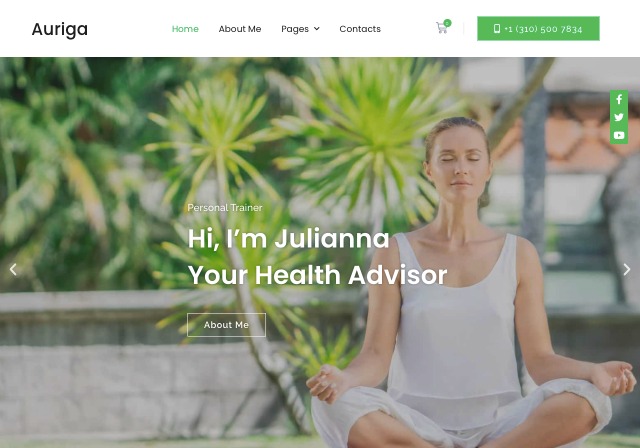 Auriga
Home About Me Pages Contacts
0
+1 (310) 500 7834
Personal Trainer
Hi, I'm Julianna
Your Health Advisor
About Me